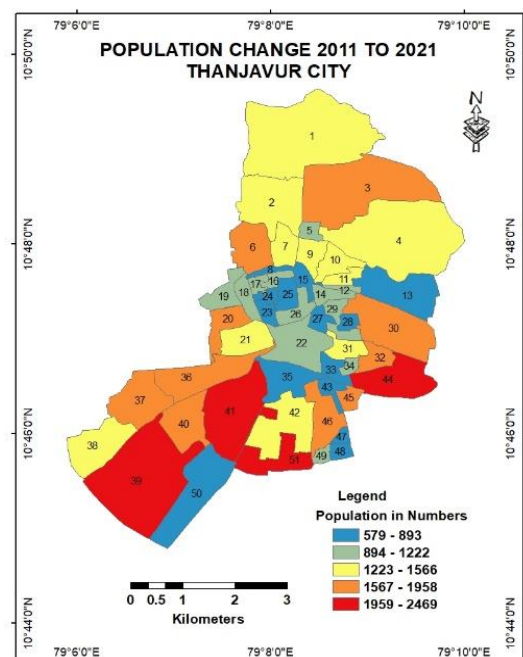 79°6'0"E
79°8'0"E
79°10'0"E
10°50'0"N
10°50'0"N
POPULATION CHANGE 2011 TO 2021
THANJAVUR CITY
N
1
2
3
4
5
6
7
9
10
10°48'0"N
10°48'0"N
8
15
11
17
16
12
13
19
18
24
25
14
29
20
23
26
27
28
30
21
22
31
32
34
33
36
35
44
43
37
45
41
42
40
46
38
47
10°46'0"N
10°46'0"N
39
51
49
48
50
Legend
Population in Numbers
579 - 893
894 - 1222
1223 - 1566
1567 - 1958
1959 - 2469
0 0.5 1 2 3
Kilometers
10°44'0"N
10°44'0"N
79°6'0"E
79°8'0"E
79°10'0"E